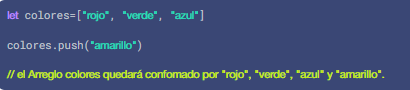 let colores=["rojo", "verde", "azul"]
colores.push("amarillo")
// el Arreglo colores quedará confomado por "rojo", "verde", "azul" y "amarillo".